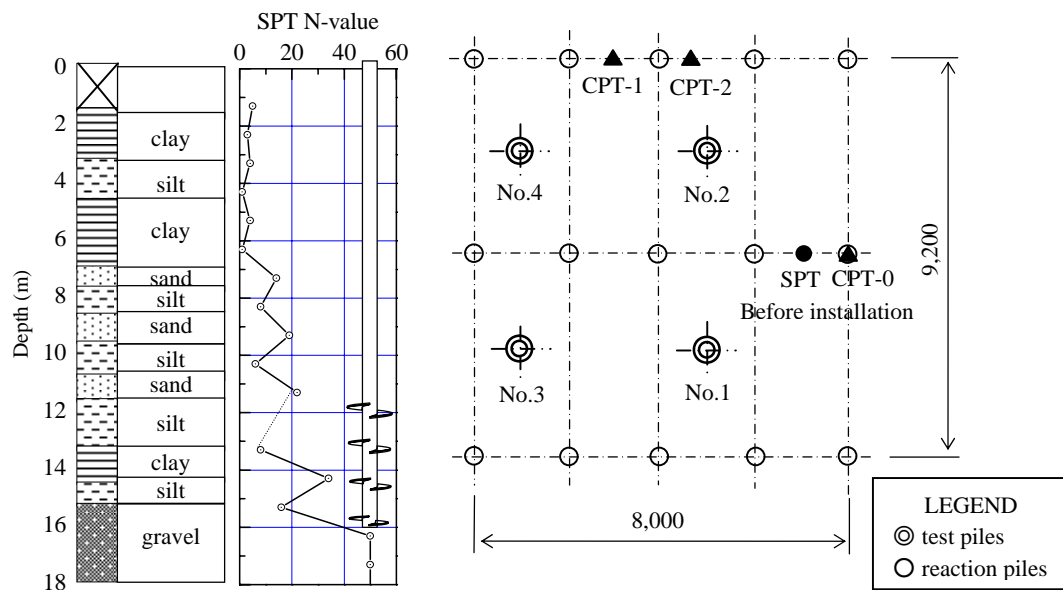 SPT N-value
0 20 40 60
Depth (m)
0
2
4
6
8
10
12
14
16
18
clay
silt
clay
sand
silt
sand
silt
sand
silt
clay
silt
gravel
CPT-1
CPT-2
No.4
No.2
SPT
CPT-0
Before installation
No.3
No.1
9,200
8,000
LEGEND
test piles
reaction piles